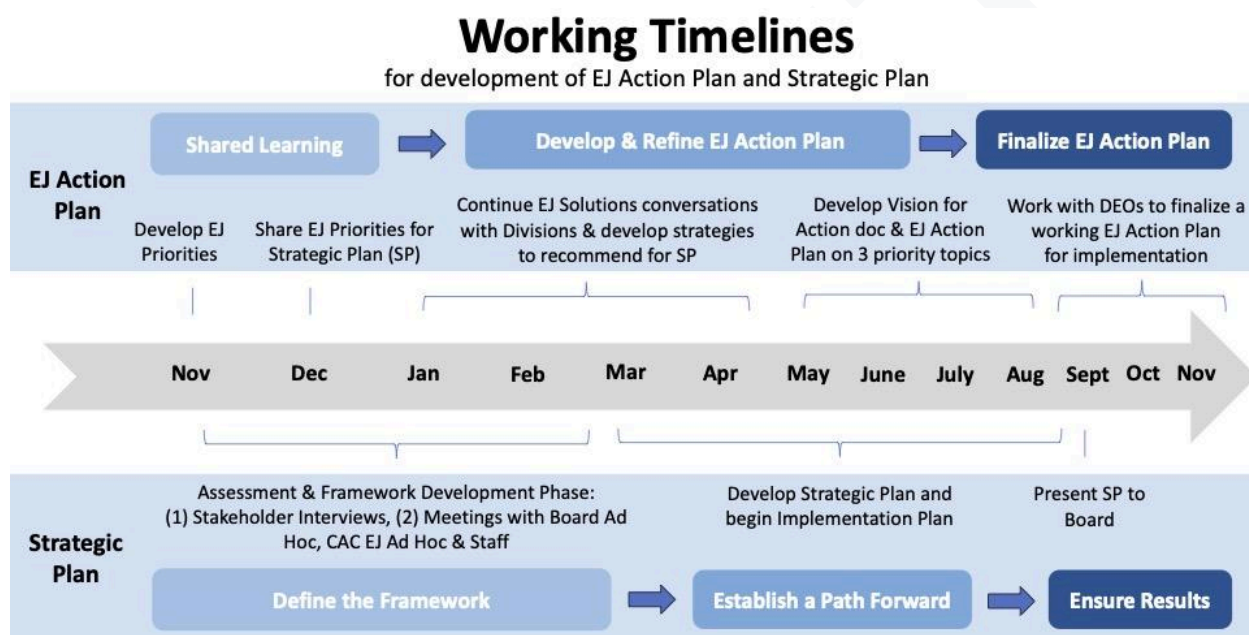 Working Timelines
for development of EJ Action Plan and Strategic Plan
Shared Learning
Develop & Refine EJ Action Plan
Finalize EJ Action Plan
EJ Action
Plan
Develop EJ
Priorities
Share EJ Priorities for
Strategic Plan (SP)
Continue EJ Solutions conversations
with Divisions & develop strategies
to recommend for SP
Develop Vision for
Action doc & EJ Action
Plan on 3 priority topics
Work with DEOs to finalize a
working EJ Action Plan
for implementation
Nov Dec Jan Feb Mar Apr May June July Aug Sept Oct Nov
Strategic
Plan
Assessment & Framework Development Phase:
(1) Stakeholder Interviews, (2) Meetings with Board Ad
Hoc, CAC EJ Ad Hoc & Staff
Develop Strategic Plan and
begin Implementation Plan
Present SP to
Board
Define the Framework
Establish a Path Forward
Ensure Results